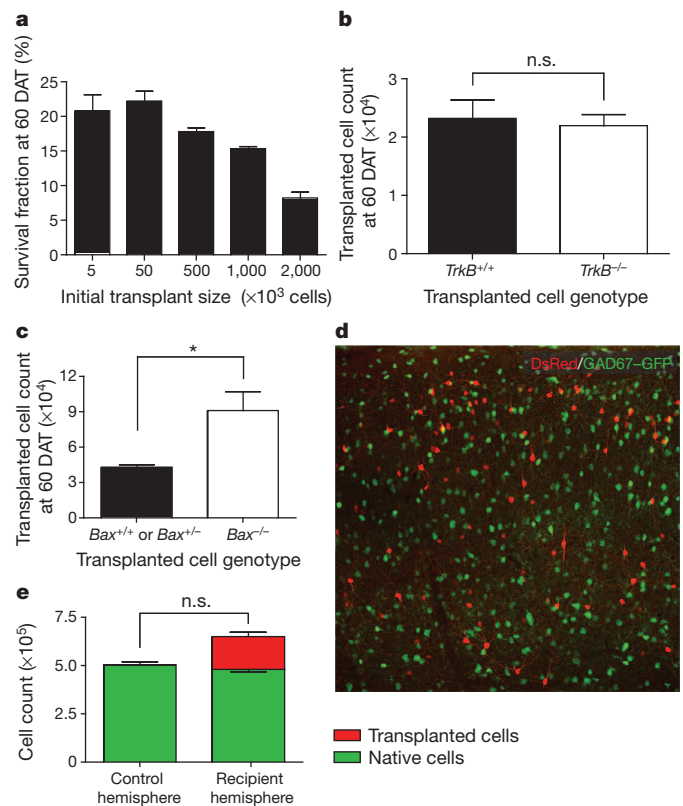 a
Survival fraction at 60 DAT (%)
25
20
15
10
5
0
5
50
500
1,000
2,000
Initial transplant size (×10³ cells)
b
n.s.
Transplanted cell count
at 60 DAT (×10⁴)
3
2
1
0
TrkB⁺/⁺
TrkB⁻/⁻
Transplanted cell genotype
c
*
Transplanted cell count
at 60 DAT (×10⁴)
12
9
6
3
0
Bax⁺/⁺ or Bax⁺/⁻
Bax⁻/⁻
Transplanted cell genotype
d
DsRed/GAD67–GFP
e
n.s.
Cell count (×10⁵)
7.5
5.0
2.5
0
Control
hemisphere
Recipient
hemisphere
Transplanted cells
Native cells